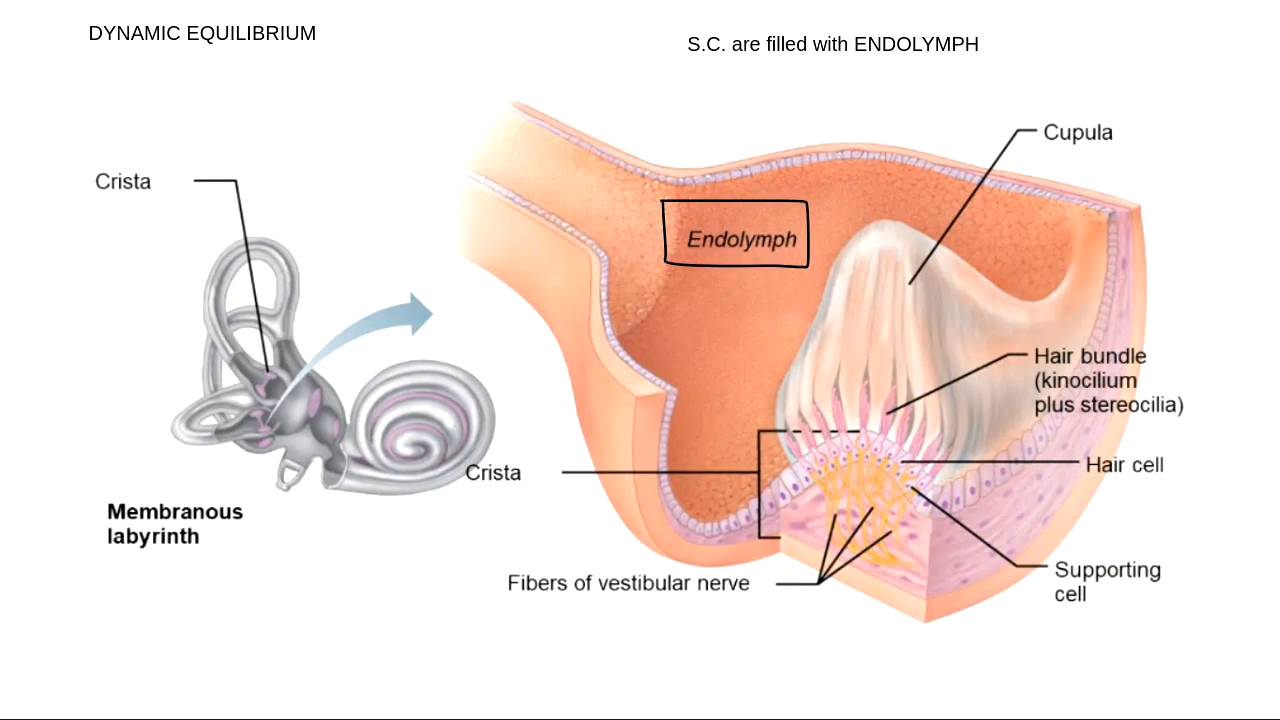 DYNAMIC EQUILIBRIUM
S.C. are filled with ENDOLYMPH
Cupula
Crista
Endolymph
Hair bundle
(kinocilium
plus stereocilia)
Hair cell
Crista
Membranous
labyrinth
Fibers of vestibular nerve
Supporting
cell